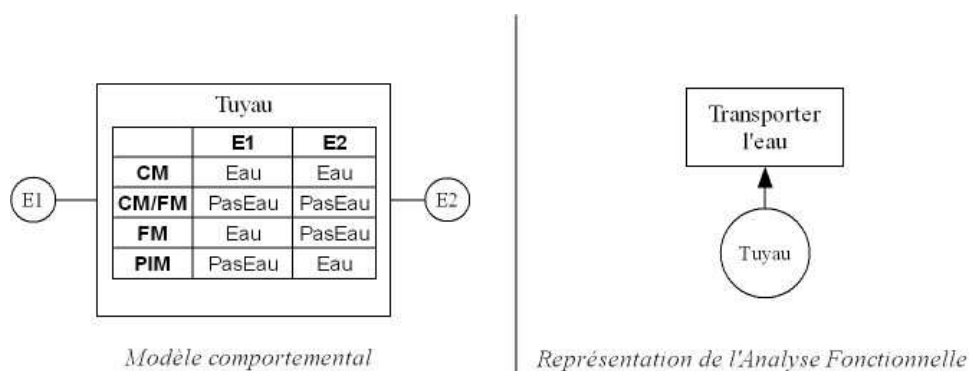 Tuyau
E1 E2
CM Eau Eau
CM/FM PasEau PasEau
FM Eau PasEau
PIM PasEau Eau
E1
E2
Modèle comportemental
Transporter
l'eau
Tuyau
Représentation de l'Analyse Fonctionnelle